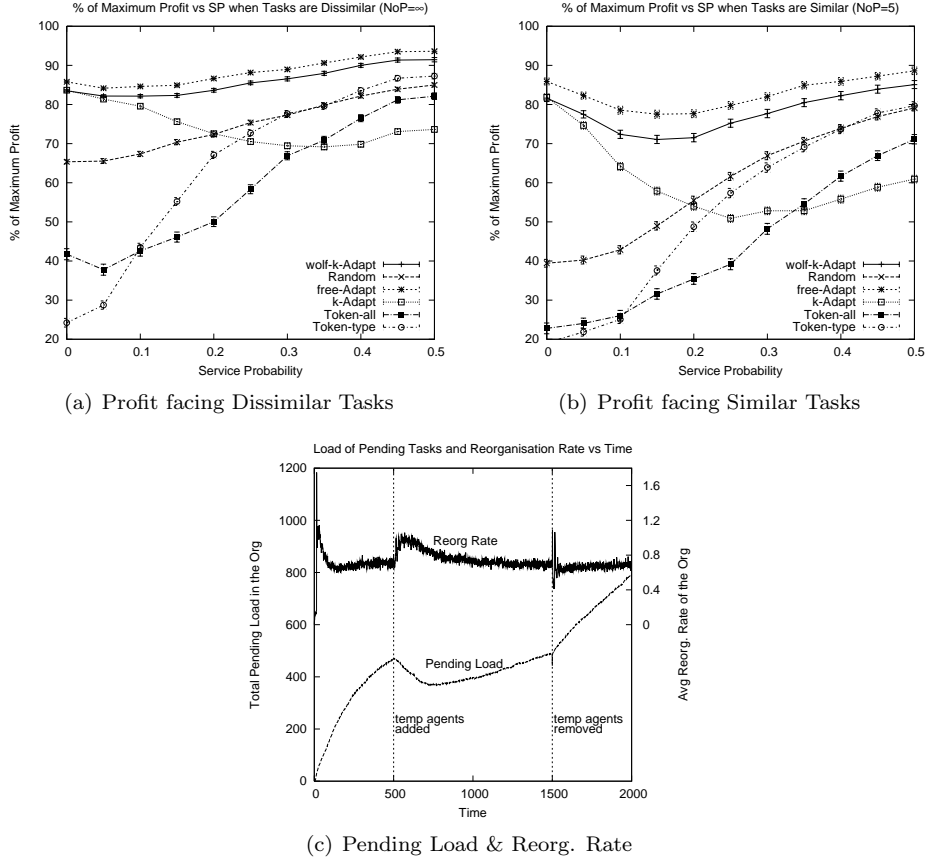 % of Maximum Profit vs SP when Tasks are Dissimilar (NoP=∞)
% of Maximum Profit
100
90
80
70
60
50
40
30
20
wolf-k-Adapt
Random
free-Adapt
k-Adapt
Token-all
Token-type
0 0.1 0.2 0.3 0.4 0.5
Service Probability
(a) Profit facing Dissimilar Tasks
% of Maximum Profit vs SP when Tasks are Similar (NoP=5)
% of Maximum Profit
100
90
80
70
60
50
40
30
20
wolf-k-Adapt
Random
free-Adapt
k-Adapt
Token-all
Token-type
0 0.1 0.2 0.3 0.4 0.5
Service Probability
(b) Profit facing Similar Tasks
Load of Pending Tasks and Reorganisation Rate vs Time
Total Pending Load in the Org
1200
1000
800
600
400
200
0
Reorg Rate
Pending Load
temp agents
added
temp agents
removed
1.6
1.2
0.8
0.4
0
Avg Reorg. Rate of the Org
0 500 1000 1500 2000
Time
(c) Pending Load & Reorg. Rate